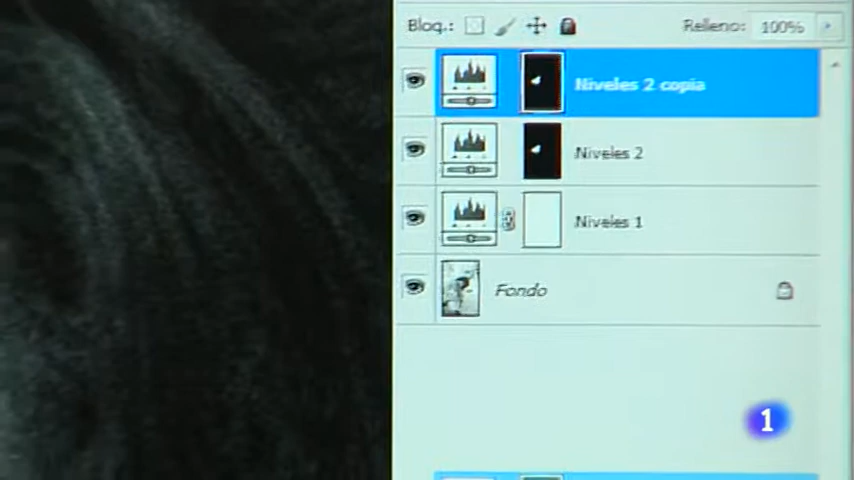 Bloq.: Relleno: 100%
Niveles 2 copia
Niveles 2
Niveles 1
Fondo
1